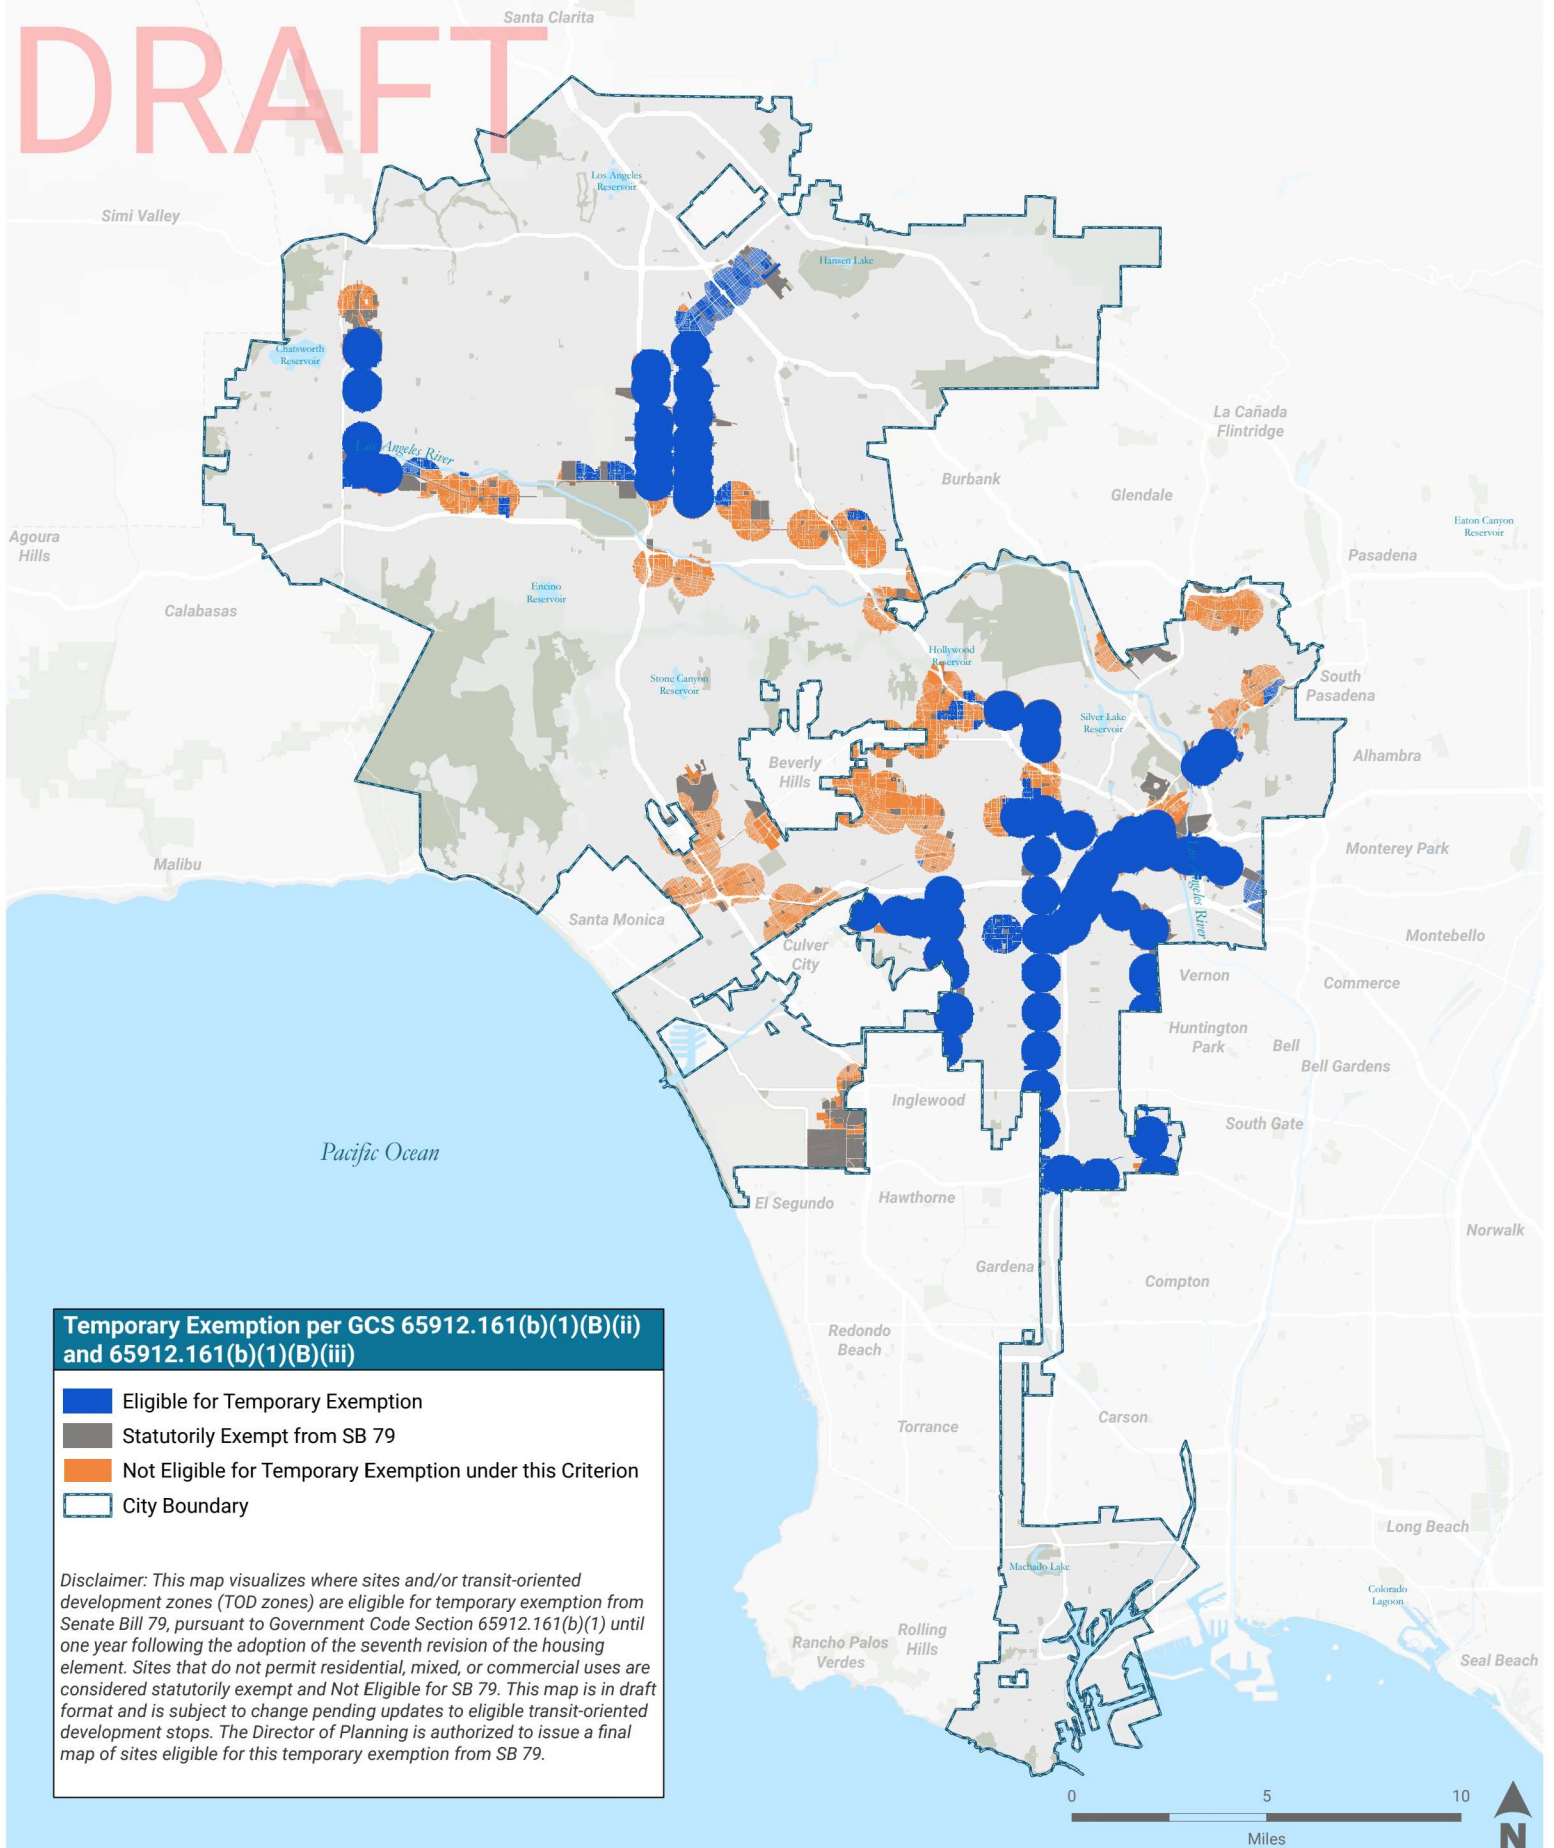 DRAFT
Santa Clarita
Los Angeles
Reservoir
Simi Valley
Hansen Lake
Chatsworth
Reservoir
La Cañada
Flintridge
Los Angeles River
Burbank
Glendale
Eaton Canyon
Reservoir
Agoura
Hills
Pasadena
Encino
Reservoir
Calabasas
Hollywood
Reservoir
Stone Canyon
Reservoir
South
Pasadena
Silver Lake
Reservoir
Beverly
Hills
Alhambra
Monterey Park
Malibu
Los Angeles River
Santa Monica
Culver
City
Montebello
Vernon
Commerce
Huntington
Park
Bell
Bell Gardens
Inglewood
South Gate
Pacific Ocean
El Segundo
Hawthorne
Norwalk
Gardena
Compton
Temporary Exemption per GCS 65912.161(b)(1)(B)(ii)
and 65912.161(b)(1)(B)(iii)
Redondo
Beach
Eligible for Temporary Exemption
Statutorily Exempt from SB 79
Not Eligible for Temporary Exemption under this Criterion
City Boundary
Torrance
Carson
Long Beach
Machado Lake
Disclaimer: This map visualizes where sites and/or transit-oriented
development zones (TOD zones) are eligible for temporary exemption from
Senate Bill 79, pursuant to Government Code Section 65912.161(b)(1) until
one year following the adoption of the seventh revision of the housing
element. Sites that do not permit residential, mixed, or commercial uses are
considered statutorily exempt and Not Eligible for SB 79. This map is in draft
format and is subject to change pending updates to eligible transit-oriented
development stops. The Director of Planning is authorized to issue a final
map of sites eligible for this temporary exemption from SB 79.
Colorado
Lagoon
Rolling
Hills
Rancho Palos
Verdes
Seal Beach
0 5 10
Miles
N